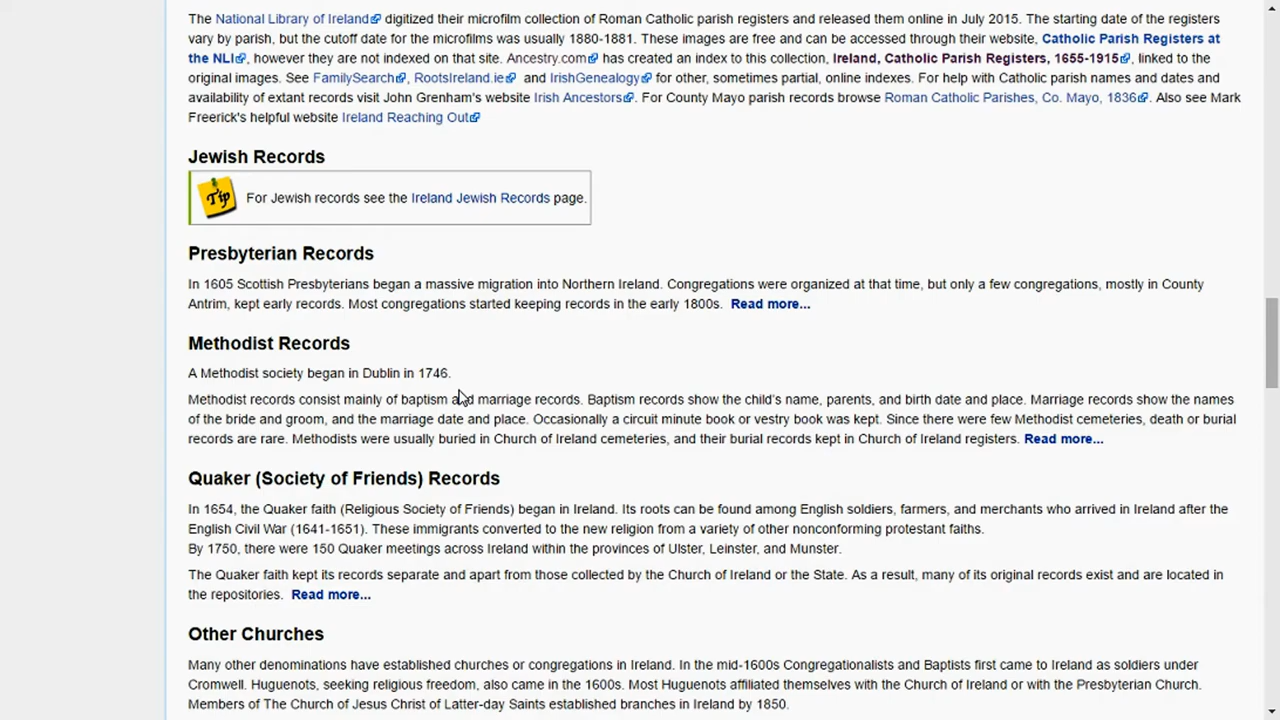 The National Library of Ireland digitized their microfilm collection of Roman Catholic parish registers and released them online in July 2015. The starting date of the registers
vary by parish, but the cutoff date for the microfilms was usually 1880-1881. These images are free and can be accessed through their website, Catholic Parish Registers at
the NLI, however they are not indexed on that site. Ancestry.com has created an index to this collection, Ireland, Catholic Parish Registers, 1655-1915, linked to the
original images. See FamilySearch, RootsIreland.ie and IrishGenealogy for other, sometimes partial, online indexes. For help with Catholic parish names and dates and
availability of extant records visit John Grenham's website Irish Ancestors. For County Mayo parish records browse Roman Catholic Parishes, Co. Mayo, 1836. Also see Mark
Freerick's helpful website Ireland Reaching Out
Jewish Records
Tip
For Jewish records see the Ireland Jewish Records page.
Presbyterian Records
In 1605 Scottish Presbyterians began a massive migration into Northern Ireland. Congregations were organized at that time, but only a few congregations, mostly in County
Antrim, kept early records. Most congregations started keeping records in the early 1800s. Read more...
Methodist Records
A Methodist society began in Dublin in 1746.
Methodist records consist mainly of baptism and marriage records. Baptism records show the child's name, parents, and birth date and place. Marriage records show the names
of the bride and groom, and the marriage date and place. Occasionally a circuit minute book or vestry book was kept. Since there were few Methodist cemeteries, death or burial
records are rare. Methodists were usually buried in Church of Ireland cemeteries, and their burial records kept in Church of Ireland registers. Read more...
Quaker (Society of Friends) Records
In 1654, the Quaker faith (Religious Society of Friends) began in Ireland. Its roots can be found among English soldiers, farmers, and merchants who arrived in Ireland after the
English Civil War (1641-1651). These immigrants converted to the new religion from a variety of other nonconforming protestant faiths.
By 1750, there were 150 Quaker meetings across Ireland within the provinces of Ulster, Leinster, and Munster.
The Quaker faith kept its records separate and apart from those collected by the Church of Ireland or the State. As a result, many of its original records exist and are located in
the repositories. Read more...
Other Churches
Many other denominations have established churches or congregations in Ireland. In the mid-1600s Congregationalists and Baptists first came to Ireland as soldiers under
Cromwell. Huguenots, seeking religious freedom, also came in the 1600s. Most Huguenots affiliated themselves with the Church of Ireland or with the Presbyterian Church.
Members of The Church of Jesus Christ of Latter-day Saints established branches in Ireland by 1850.